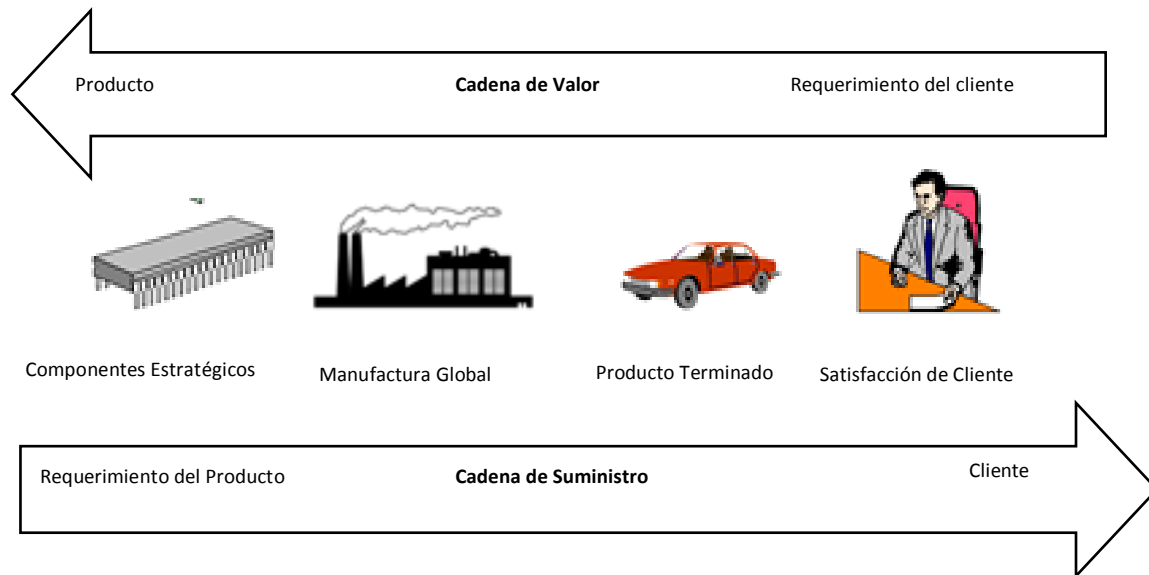 Producto Cadena de Valor Requerimiento del cliente
Componentes Estratégicos Manufactura Global Producto Terminado Satisfacción de Cliente
Requerimiento del Producto Cadena de Suministro Cliente